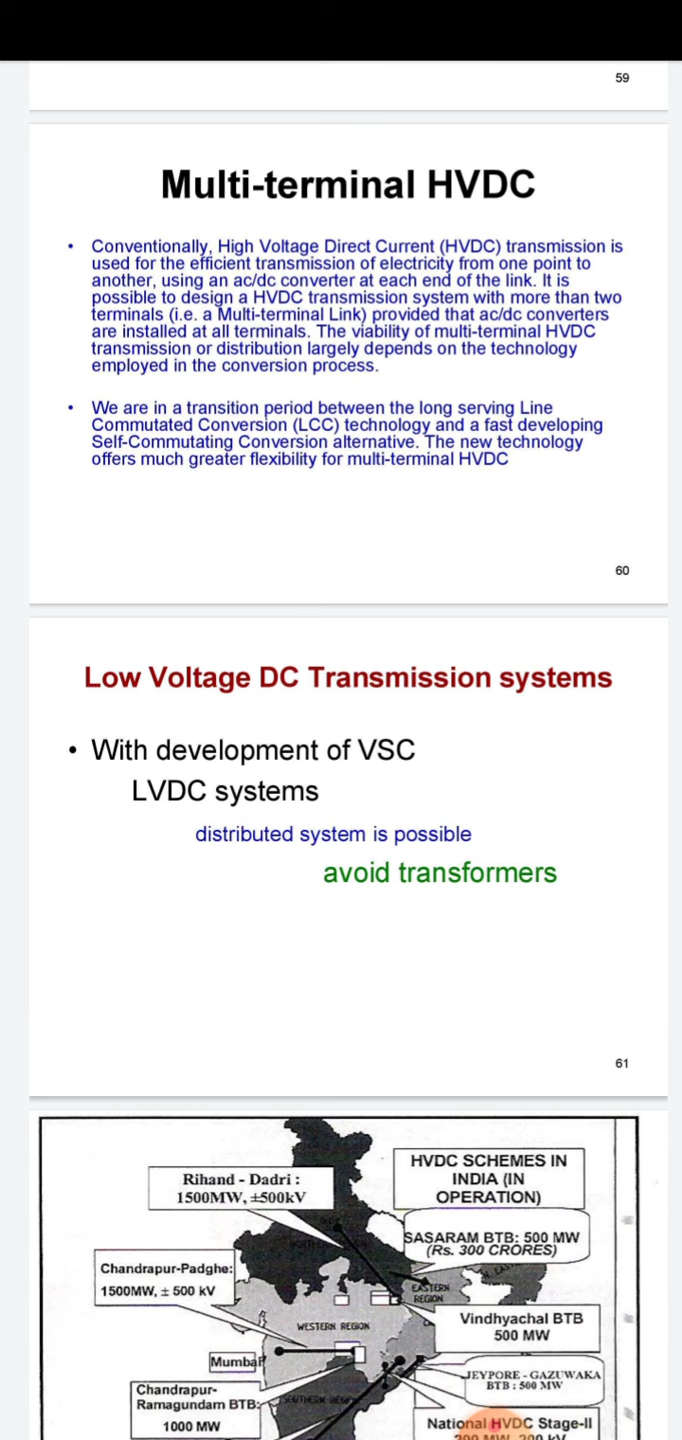 59
Multi-terminal HVDC
• Conventionally, High Voltage Direct Current (HVDC) transmission is
used for the efficient transmission of electricity from one point to
another, using an ac/dc converter at each end of the link. It is
possible to design a HVDC transmission system with more than two
terminals (i.e. a Multi-terminal Link) provided that ac/dc converters
are installed at all terminals. The viability of multi-terminal HVDC
transmission or distribution largely depends on the technology
employed in the conversion process.
• We are in a transition period between the long serving Line
Commutated Conversion (LCC) technology and a fast developing
Self-Commutating Conversion alternative. The new technology
offers much greater flexibility for multi-terminal HVDC
60
Low Voltage DC Transmission systems
• With development of VSC
LVDC systems
distributed system is possible
avoid transformers
61
HVDC SCHEMES IN
INDIA (IN
OPERATION)
Rihand - Dadri :
1500MW, ±500kV
SASARAM BTB: 500 MW
(Rs. 300 CRORES)
Chandrapur-Padghe:
1500MW, ± 500 kV
EASTERN
REGION
Vindhyachal BTB
500 MW
WESTERN REGION
Mumbai
JEYPORE - GAZUWAKA
BTB : 500 MW
Chandrapur-
Ramagundam BTB:
1000 MW
SOUTHERN REGION
National HVDC Stage-II